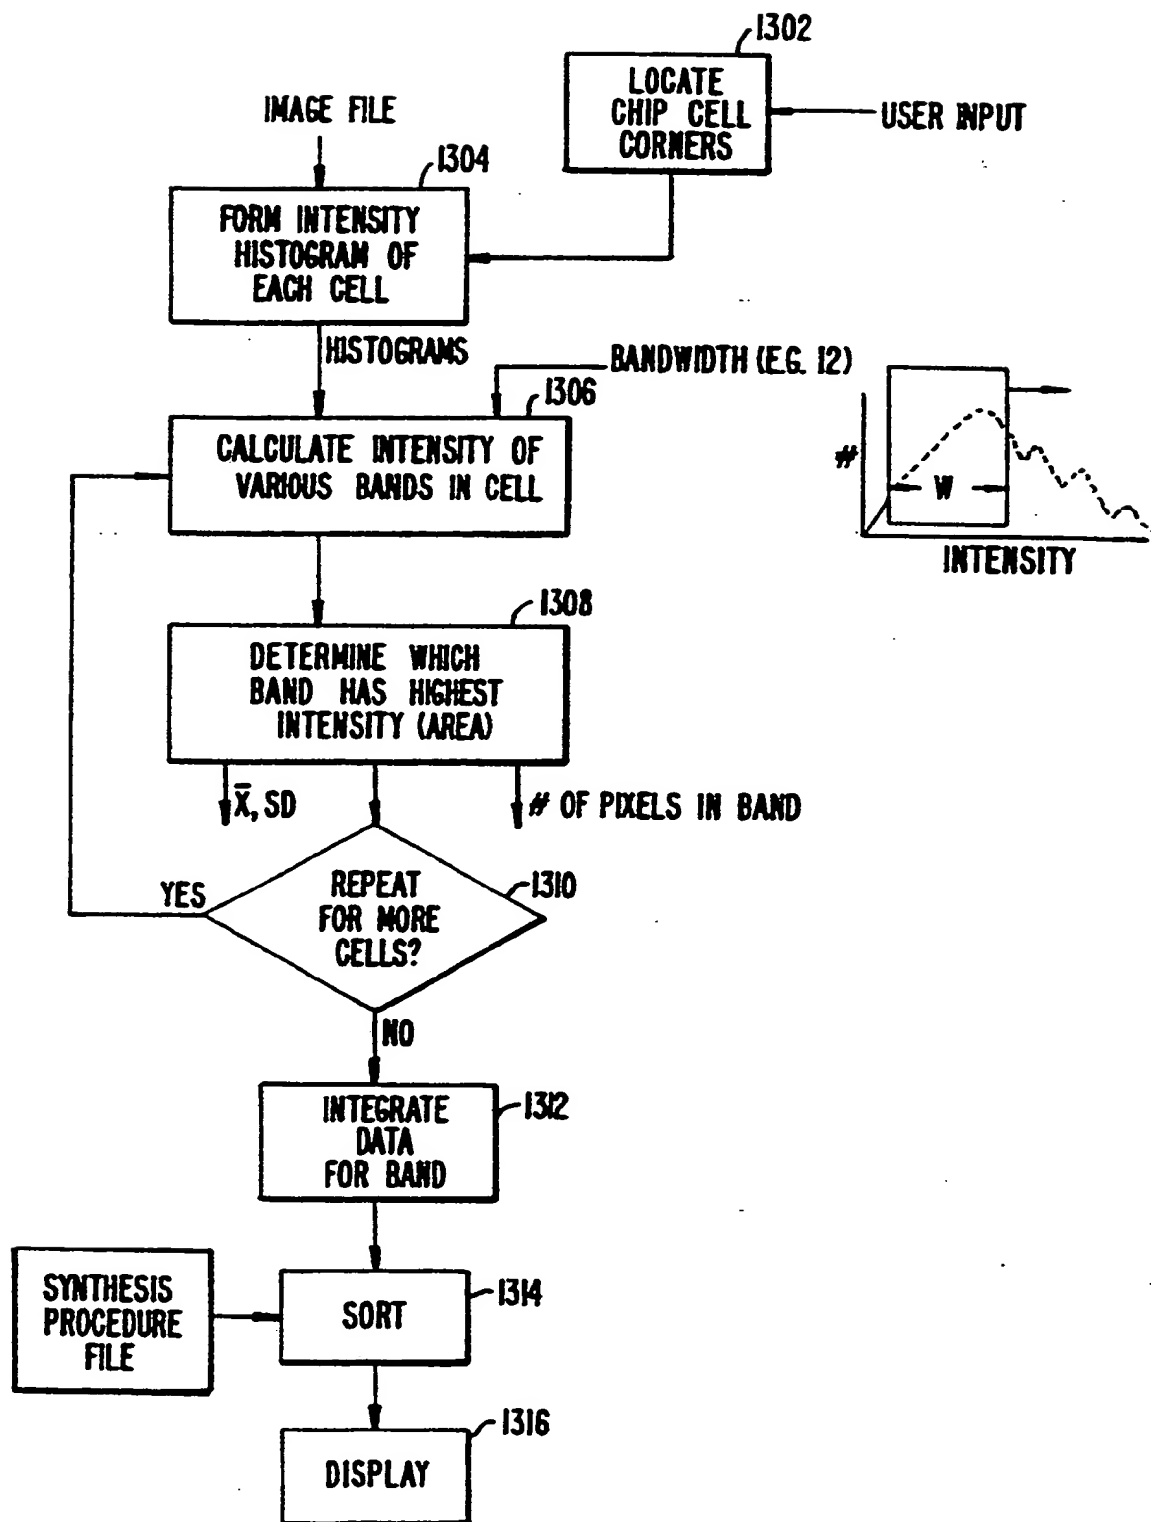 1302
LOCATE
CHIP CELL
CORNERS
USER INPUT
IMAGE FILE
1304
FORM INTENSITY
HISTOGRAM OF
EACH CELL
HISTOGRAMS
BANDWIDTH (E.G. 12)
1306
CALCULATE INTENSITY OF
VARIOUS BANDS IN CELL
#
W
INTENSITY
1308
DETERMINE WHICH
BAND HAS HIGHEST
INTENSITY (AREA)
X̅, SD
# OF PIXELS IN BAND
YES
REPEAT
FOR MORE
CELLS?
1310
NO
INTEGRATE
DATA
FOR BAND
1312
SYNTHESIS
PROCEDURE
FILE
SORT
1314
DISPLAY
1316